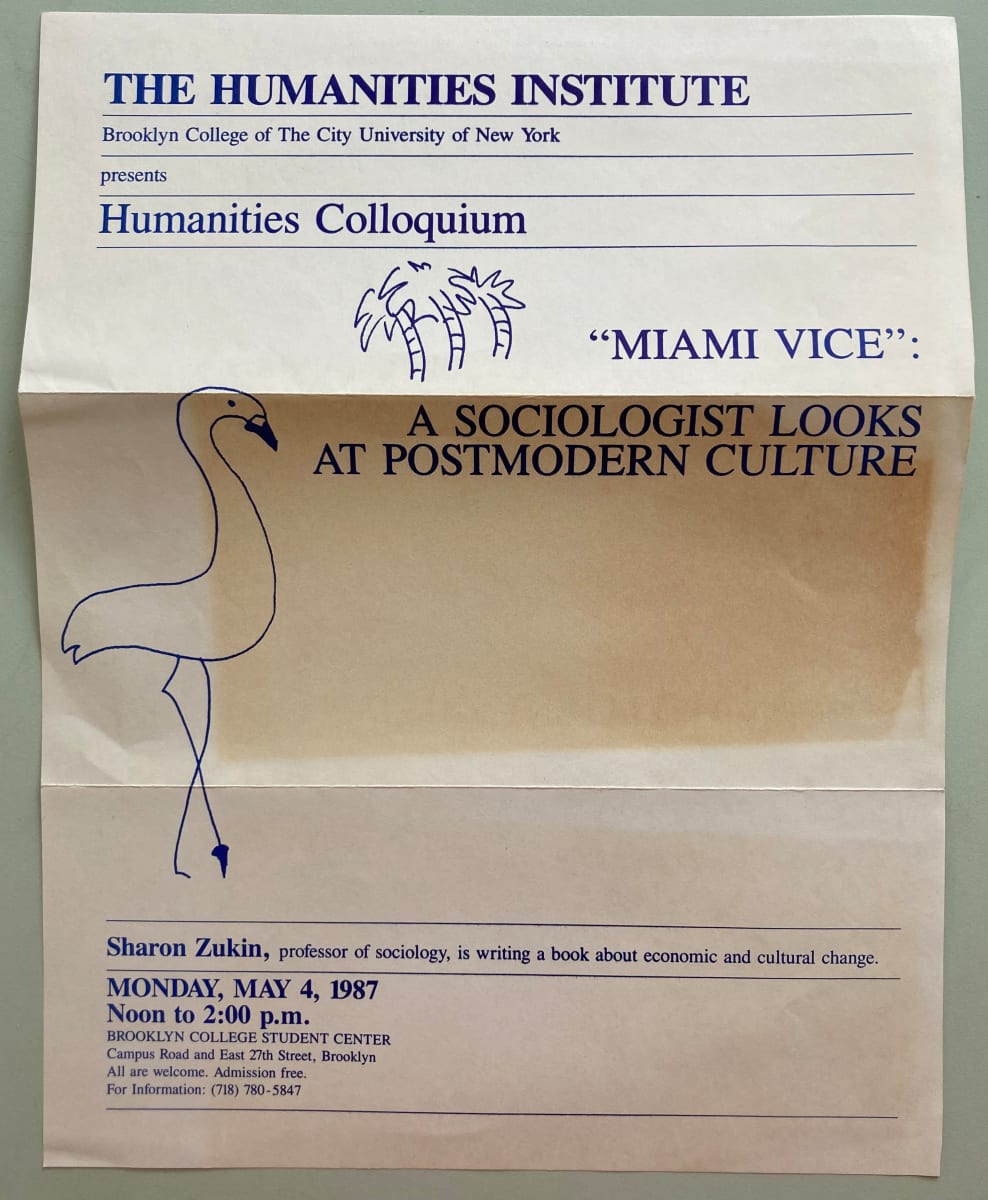 THE HUMANITIES INSTITUTE
Brooklyn College of The City University of New York
presents
Humanities Colloquium
“MIAMI VICE”:
A SOCIOLOGIST LOOKS
AT POSTMODERN CULTURE
Sharon Zukin, professor of sociology, is writing a book about economic and cultural change.
MONDAY, MAY 4, 1987
Noon to 2:00 p.m.
BROOKLYN COLLEGE STUDENT CENTER
Campus Road and East 27th Street, Brooklyn
All are welcome. Admission free.
For Information: (718) 780-5847